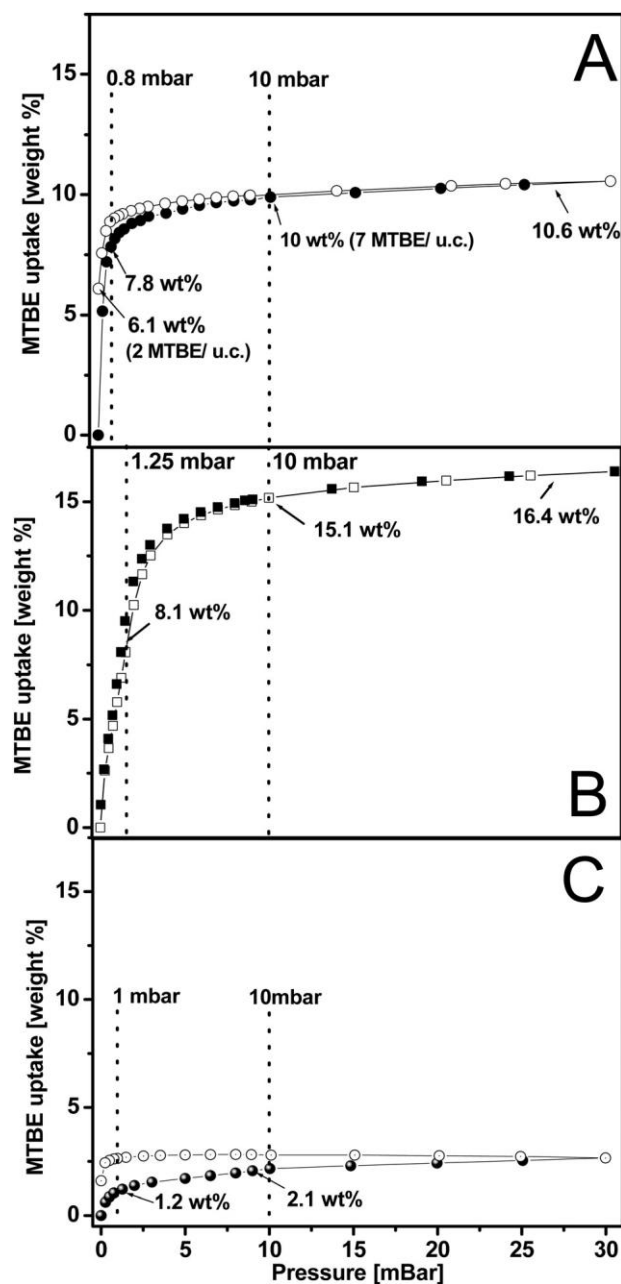 A
0.8 mbar
10 mbar
15
10
5
0
MTBE uptake [weight %]
7.8 wt%
6.1 wt%
(2 MTBE/ u.c.)
10 wt% (7 MTBE/ u.c.)
10.6 wt%
B
1.25 mbar
10 mbar
15
10
5
0
MTBE uptake [weight %]
8.1 wt%
15.1 wt%
16.4 wt%
C
1 mbar
10mbar
15
10
5
0
MTBE uptake [weight %]
1.2 wt%
2.1 wt%
0 5 10 15 20 25 30
Pressure [mBar]